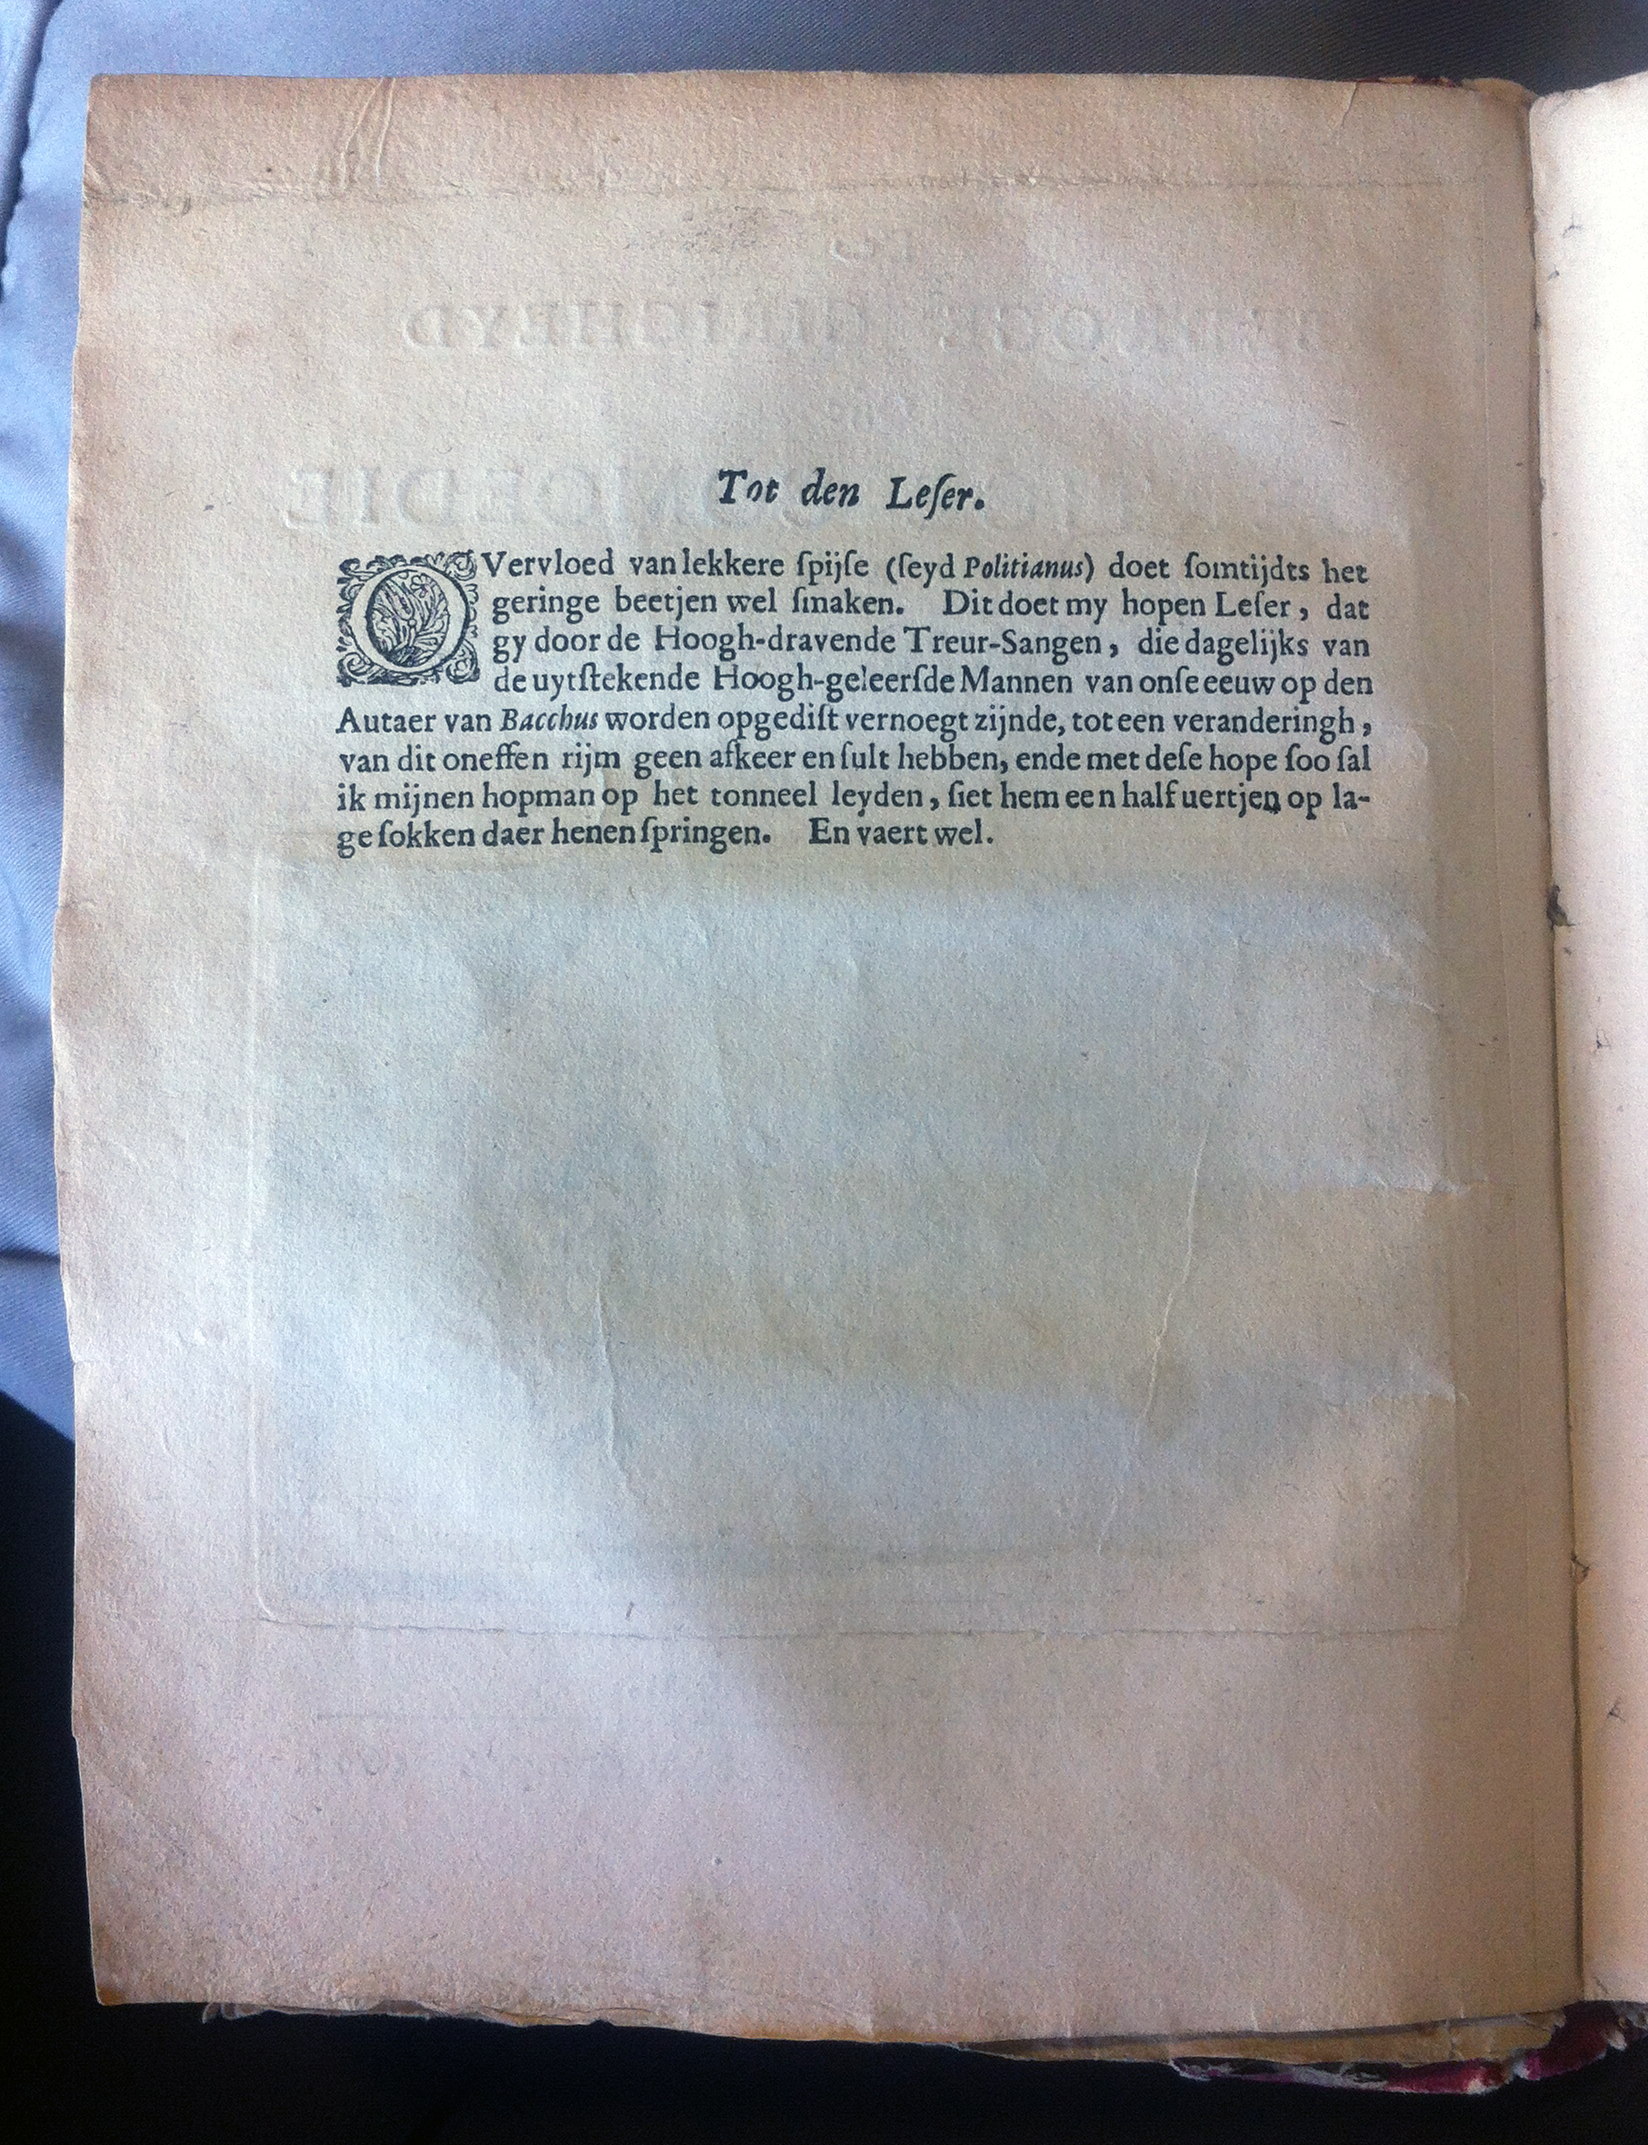 Tot den Leſer.
OVervloed van lekkere ſpijſe (ſeyd Politianus) doet ſomtijdts het
geringe beetjen wel ſmaken. Dit doet my hopen Leſer, dat
gy door de Hoogh-dravende Treur-Sangen, die dagelijks van
de uytſtekende Hoogh-geleerſde Mannen van onſe eeuw op den
Autaer van Bacchus worden opgediſt vernoegt zijnde, tot een veranderingh,
van dit oneffen rijm geen afkeer en ſult hebben, ende met deſe hope ſoo ſal
ik mijnen hopman op het tonneel leyden, ſiet hem een half uertjen op la-
ge ſokken daer henen ſpringen. En vaert wel.